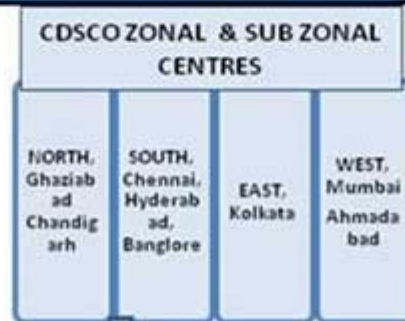 CDSCO ZONAL & SUB ZONAL
CENTRES
NORTH,
Ghaziab
ad
Chandig
arh
SOUTH,
Chennai,
Hyderab
ad,
Banglore
EAST,
Kolkata
WEST,
Mumbai
Ahmada
bad